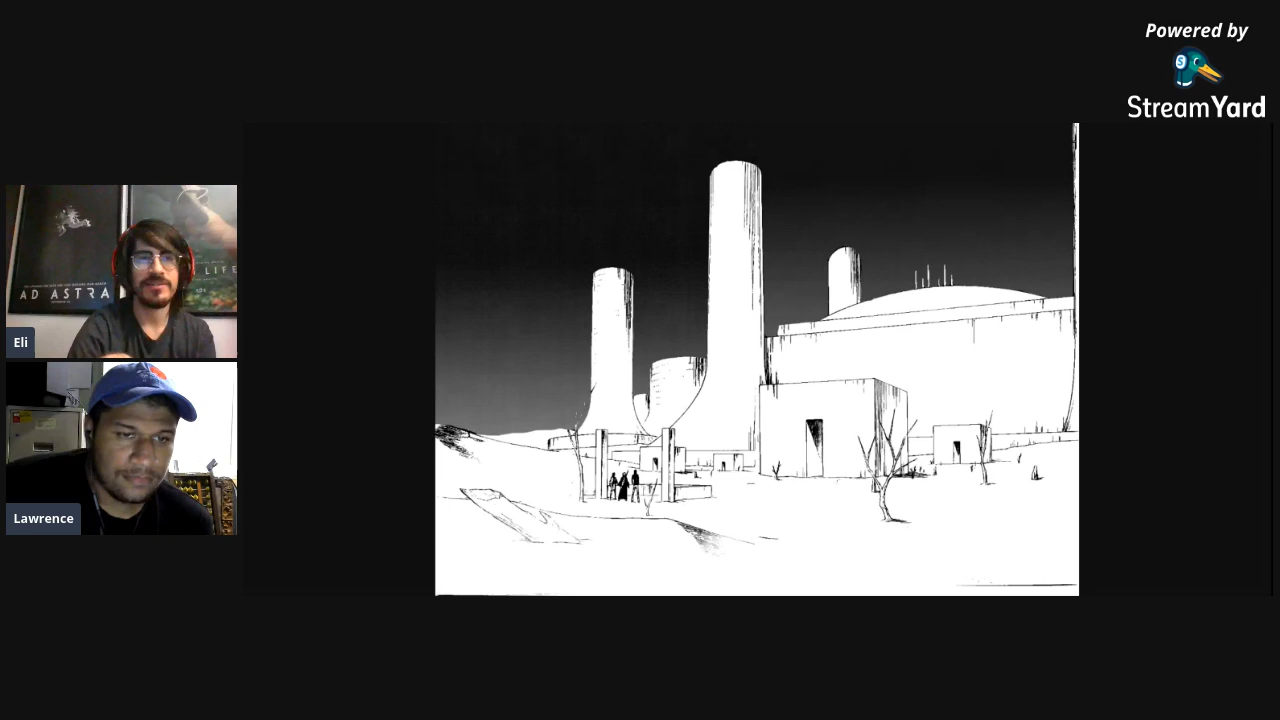 Powered by
StreamYard
AD ASTRA
LIFE
Eli
Lawrence